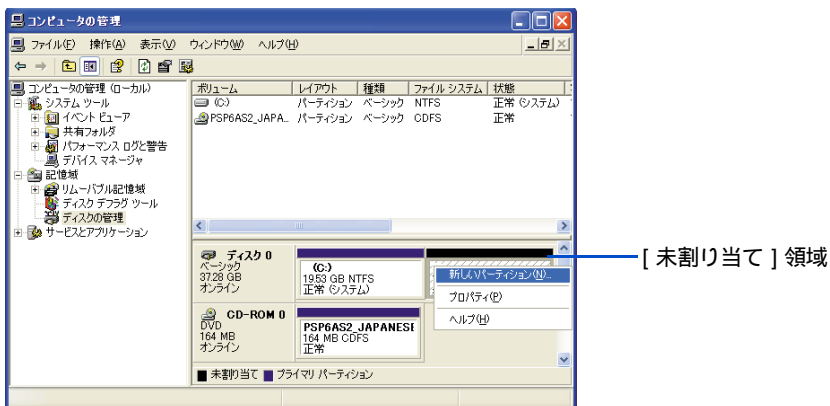 コンピュータの管理
ファイル(F) 操作(A) 表示(V) ウィンドウ(W) ヘルプ(H)
コンピュータの管理 (ローカル)
システム ツール
イベント ビューア
共有フォルダ
パフォーマンス ログと警告
デバイス マネージャ
記憶域
リムーバブル記憶域
ディスク デフラグ ツール
ディスクの管理
サービスとアプリケーション
ボリューム レイアウト 種類 ファイル システム 状態
(C:) パーティション ベーシック NTFS 正常 (システム)
PSP6AS2_JAPA... パーティション ベーシック CDFS 正常
ディスク 0
ベーシック
37.28 GB
オンライン
(C:)
19.53 GB NTFS
正常 (システム)
新しいパーティション(N)...
プロパティ(P)
ヘルプ(H)
[ 未割り当て ] 領域
CD-ROM 0
DVD
164 MB
オンライン
PSP6AS2_JAPANESE
164 MB CDFS
正常
未割り当て プライマリ パーティション